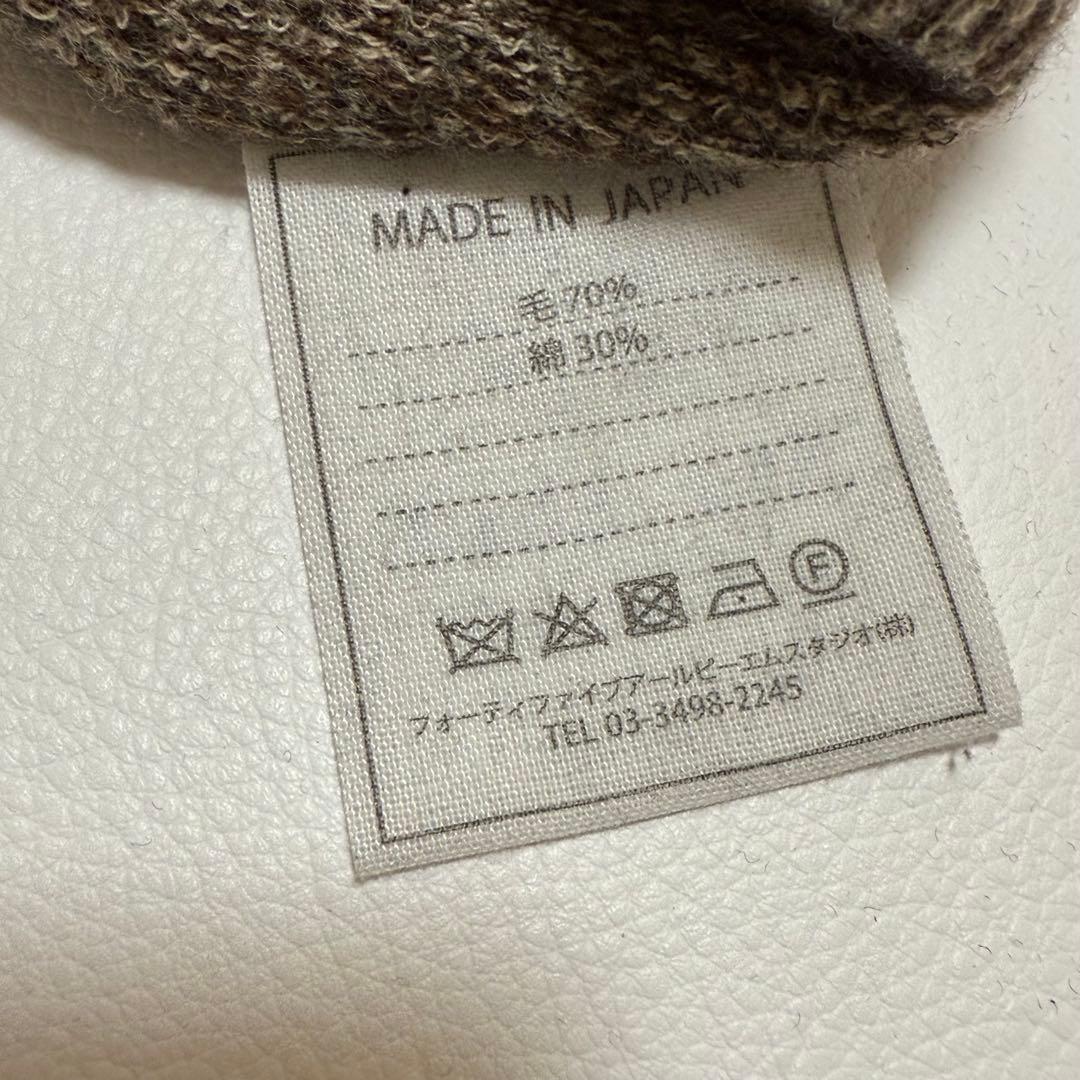 MADE IN JAPAN
毛 70%
綿 30%
F
フォーティファイブアールピーエムスタジオ(株)
TEL 03-3498-2245